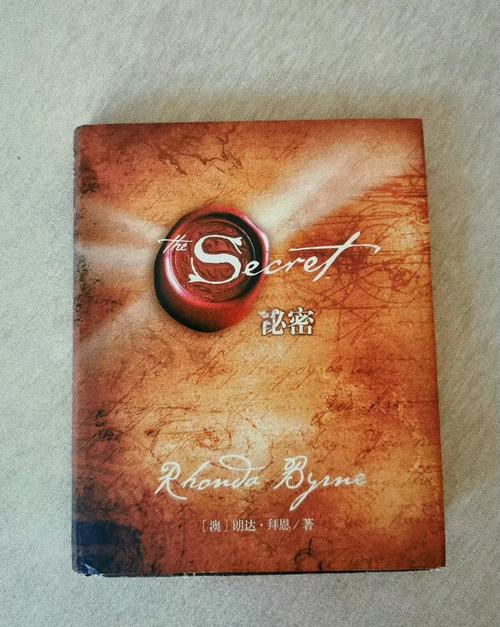 the Secret
秘密
Rhonda Byrne
［澳］朗达·拜恩／著